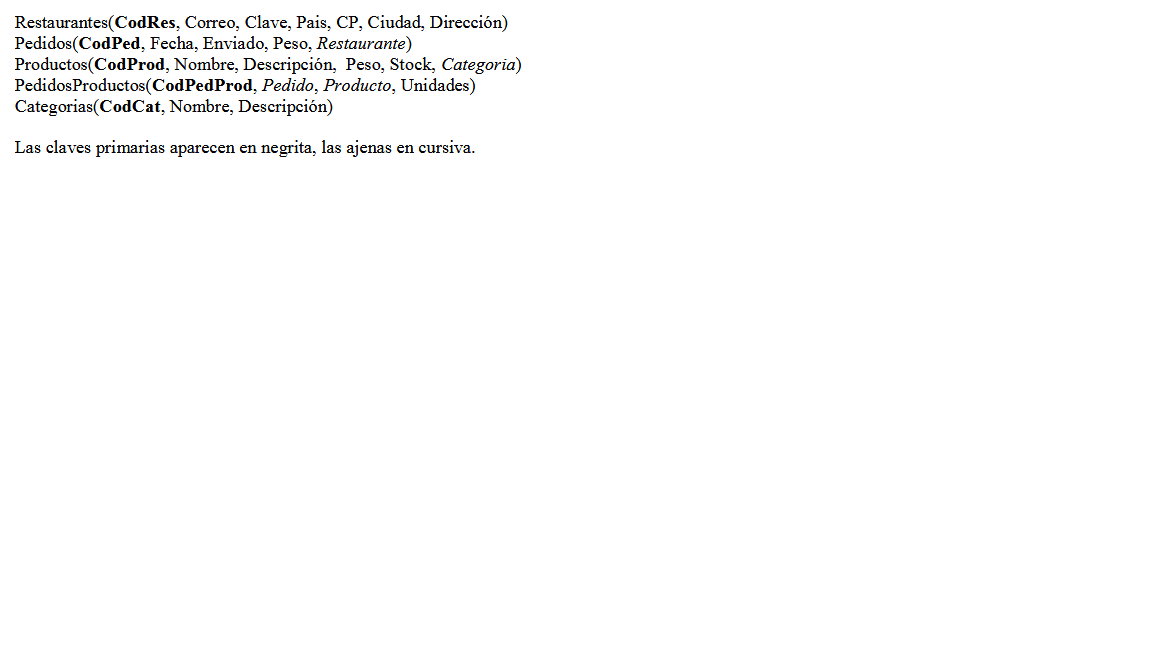 Restaurantes(CodRes, Correo, Clave, Pais, CP, Ciudad, Dirección)
Pedidos(CodPed, Fecha, Enviado, Peso, Restaurante)
Productos(CodProd, Nombre, Descripción,  Peso, Stock, Categoria)
PedidosProductos(CodPedProd, Pedido, Producto, Unidades)
Categorias(CodCat, Nombre, Descripción)
Las claves primarias aparecen en negrita, las ajenas en cursiva.